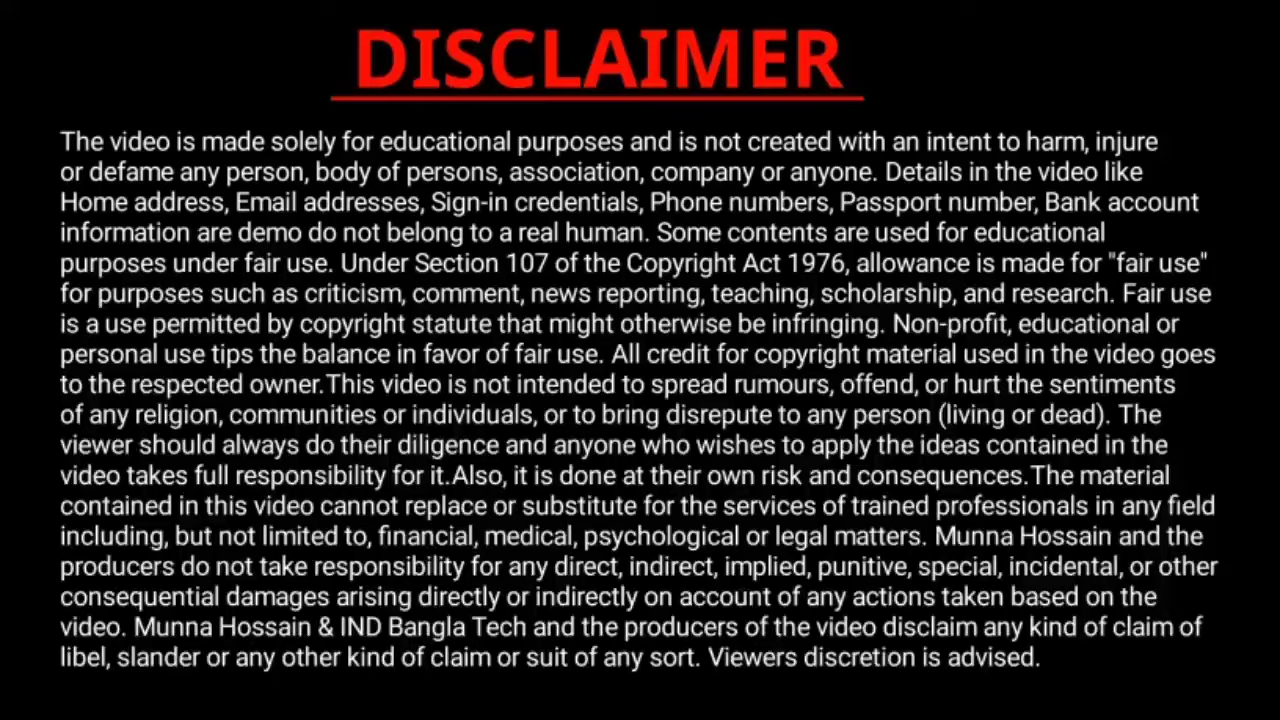 DISCLAIMER
The video is made solely for educational purposes and is not created with an intent to harm, injure
or defame any person, body of persons, association, company or anyone. Details in the video like
Home address, Email addresses, Sign-in credentials, Phone numbers, Passport number, Bank account
information are demo do not belong to a real human. Some contents are used for educational
purposes under fair use. Under Section 107 of the Copyright Act 1976, allowance is made for "fair use"
for purposes such as criticism, comment, news reporting, teaching, scholarship, and research. Fair use
is a use permitted by copyright statute that might otherwise be infringing. Non-profit, educational or
personal use tips the balance in favor of fair use. All credit for copyright material used in the video goes
to the respected owner.This video is not intended to spread rumours, offend, or hurt the sentiments
of any religion, communities or individuals, or to bring disrepute to any person (living or dead). The
viewer should always do their diligence and anyone who wishes to apply the ideas contained in the
video takes full responsibility for it.Also, it is done at their own risk and consequences.The material
contained in this video cannot replace or substitute for the services of trained professionals in any field
including, but not limited to, financial, medical, psychological or legal matters. Munna Hossain and the
producers do not take responsibility for any direct, indirect, implied, punitive, special, incidental, or other
consequential damages arising directly or indirectly on account of any actions taken based on the
video. Munna Hossain & IND Bangla Tech and the producers of the video disclaim any kind of claim of
libel, slander or any other kind of claim or suit of any sort. Viewers discretion is advised.